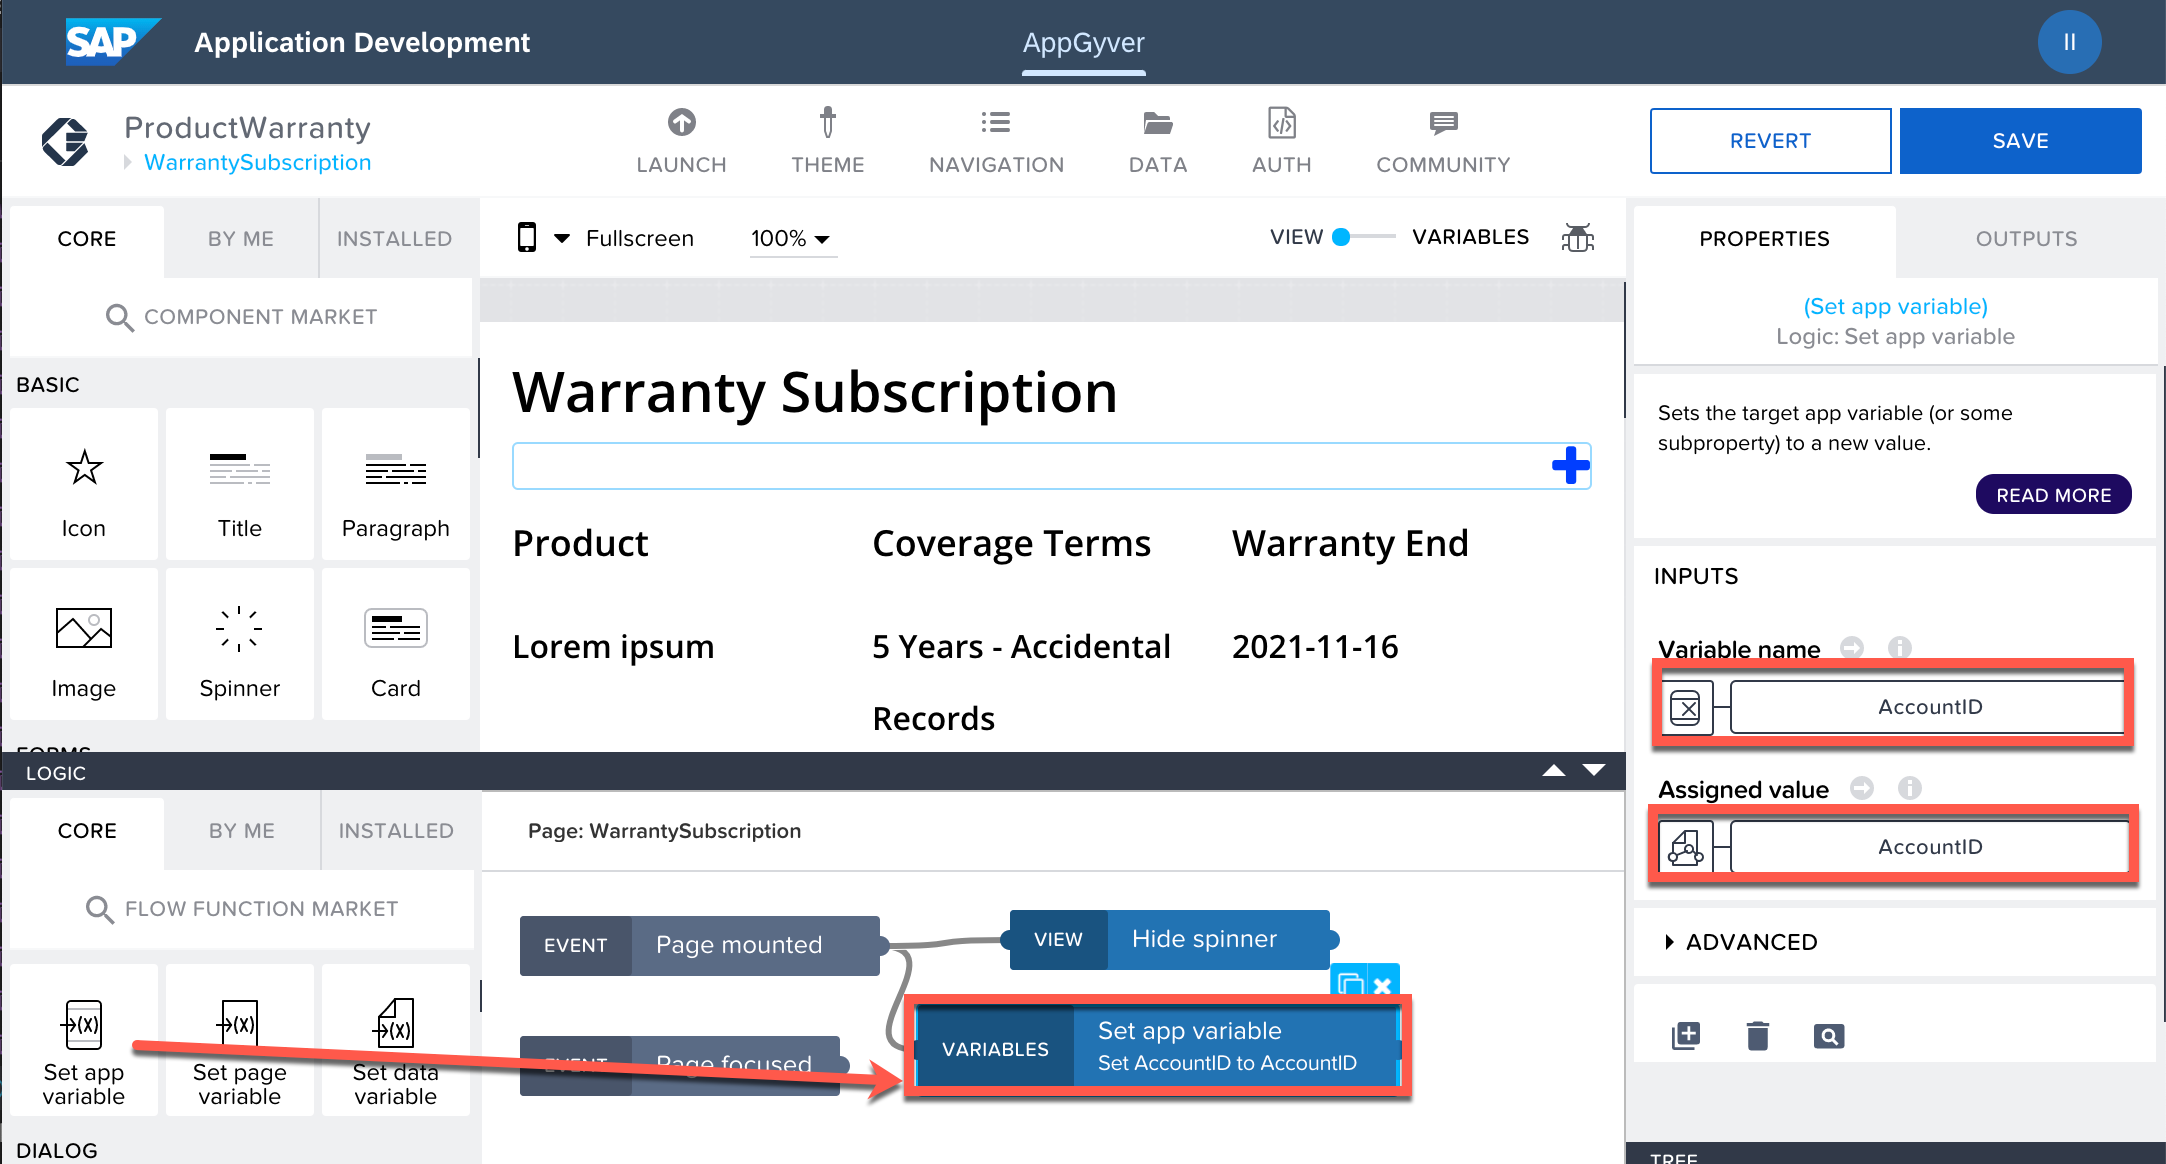 SAP Application Development
AppGyver
II
ProductWarranty
WarrantySubscription
LAUNCH
THEME
NAVIGATION
DATA
AUTH
COMMUNITY
REVERT
SAVE
CORE
BY ME
INSTALLED
COMPONENT MARKET
BASIC
Icon
Title
Paragraph
Image
Spinner
Card
FORMS
Fullscreen
100%
VIEW
VARIABLES
Warranty Subscription
Product
Coverage Terms
Warranty End
Lorem ipsum
5 Years - Accidental
Records
2021-11-16
PROPERTIES
OUTPUTS
(Set app variable)
Logic: Set app variable
Sets the target app variable (or some
subproperty) to a new value.
READ MORE
INPUTS
Variable name
AccountID
Assigned value
AccountID
ADVANCED
TREE
LOGIC
CORE
BY ME
INSTALLED
FLOW FUNCTION MARKET
Set app
variable
Set page
variable
Set data
variable
DIALOG
Page: WarrantySubscription
EVENT
Page mounted
VIEW
Hide spinner
EVENT
Page focused
VARIABLES
Set app variable
Set AccountID to AccountID